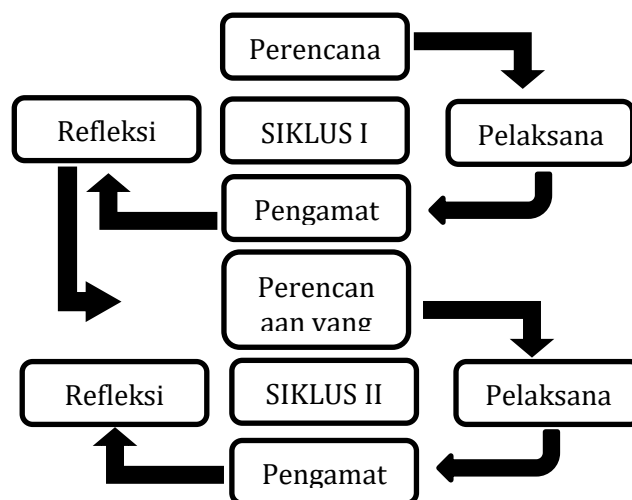 Perencana
Refleksi
SIKLUS I
Pelaksana
Pengamat
Perencan
aan yang
Refleksi
SIKLUS II
Pelaksana
Pengamat